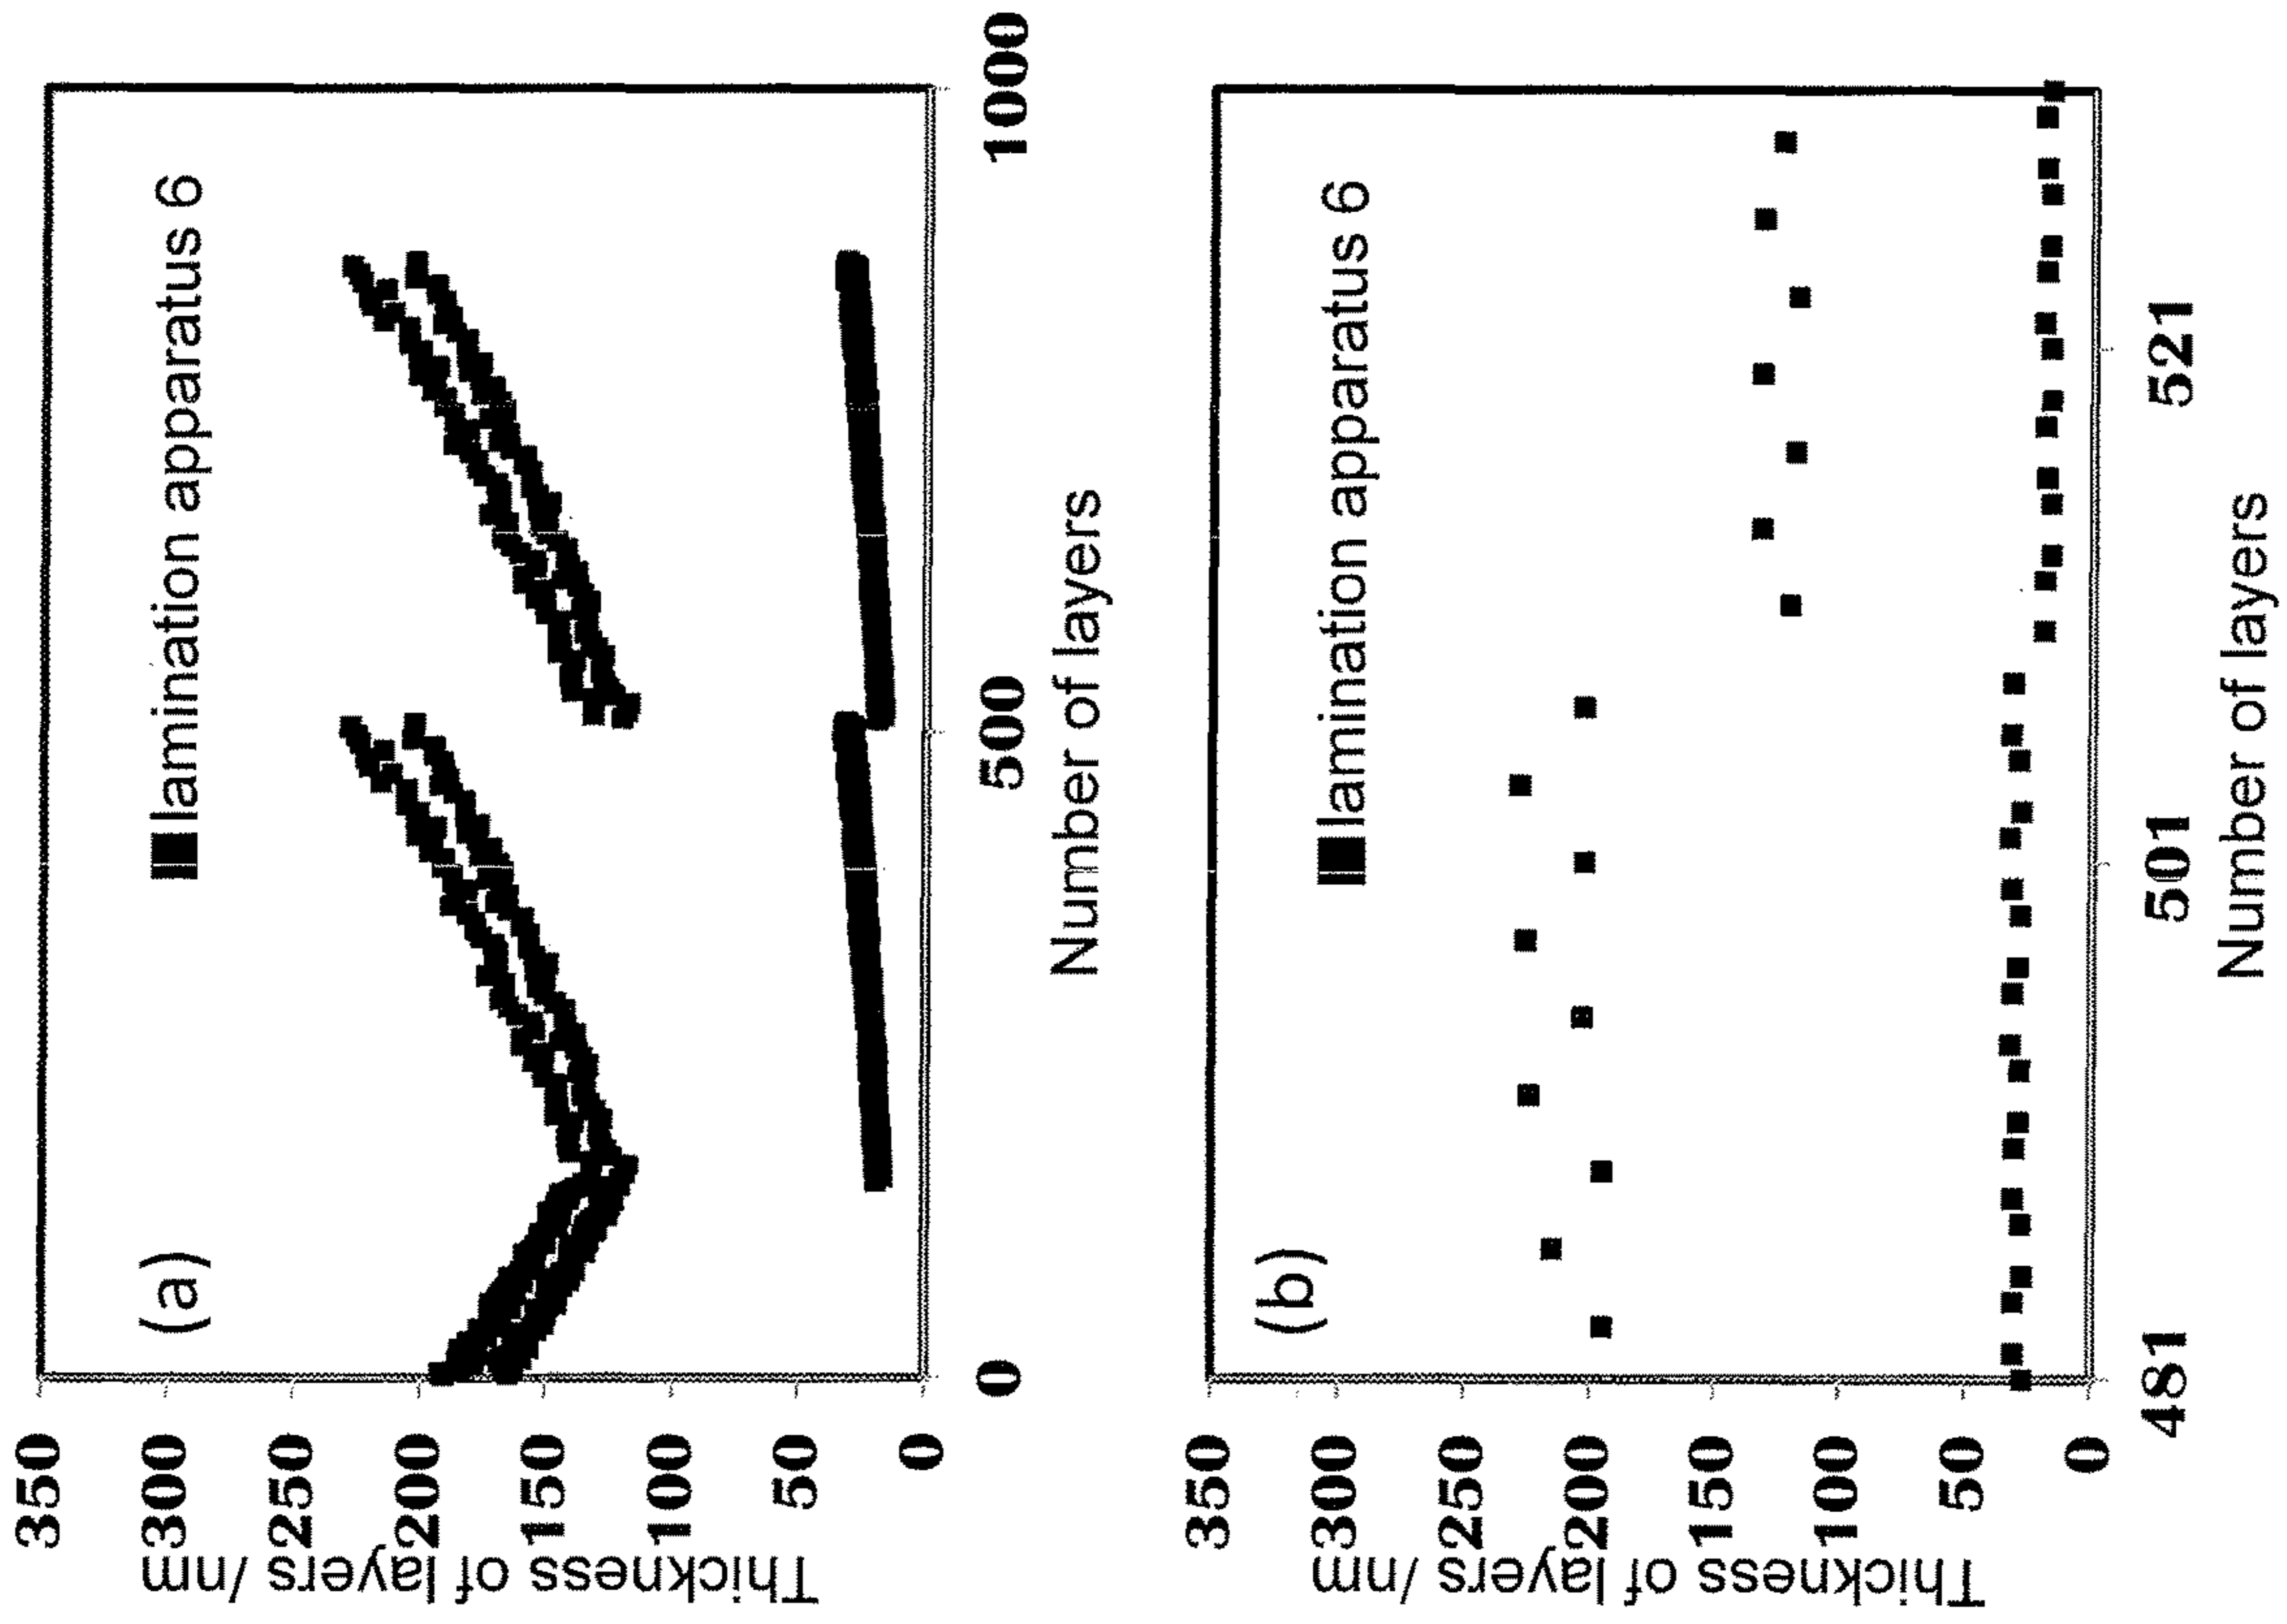 (a)
lamination apparatus 6
Thickness of layers /nm
350
300
250
200
150
100
50
0
0
500
1000
Number of layers
(b)
lamination apparatus 6
Thickness of layers /nm
350
300
250
200
150
100
50
0
481
501
521
Number of layers